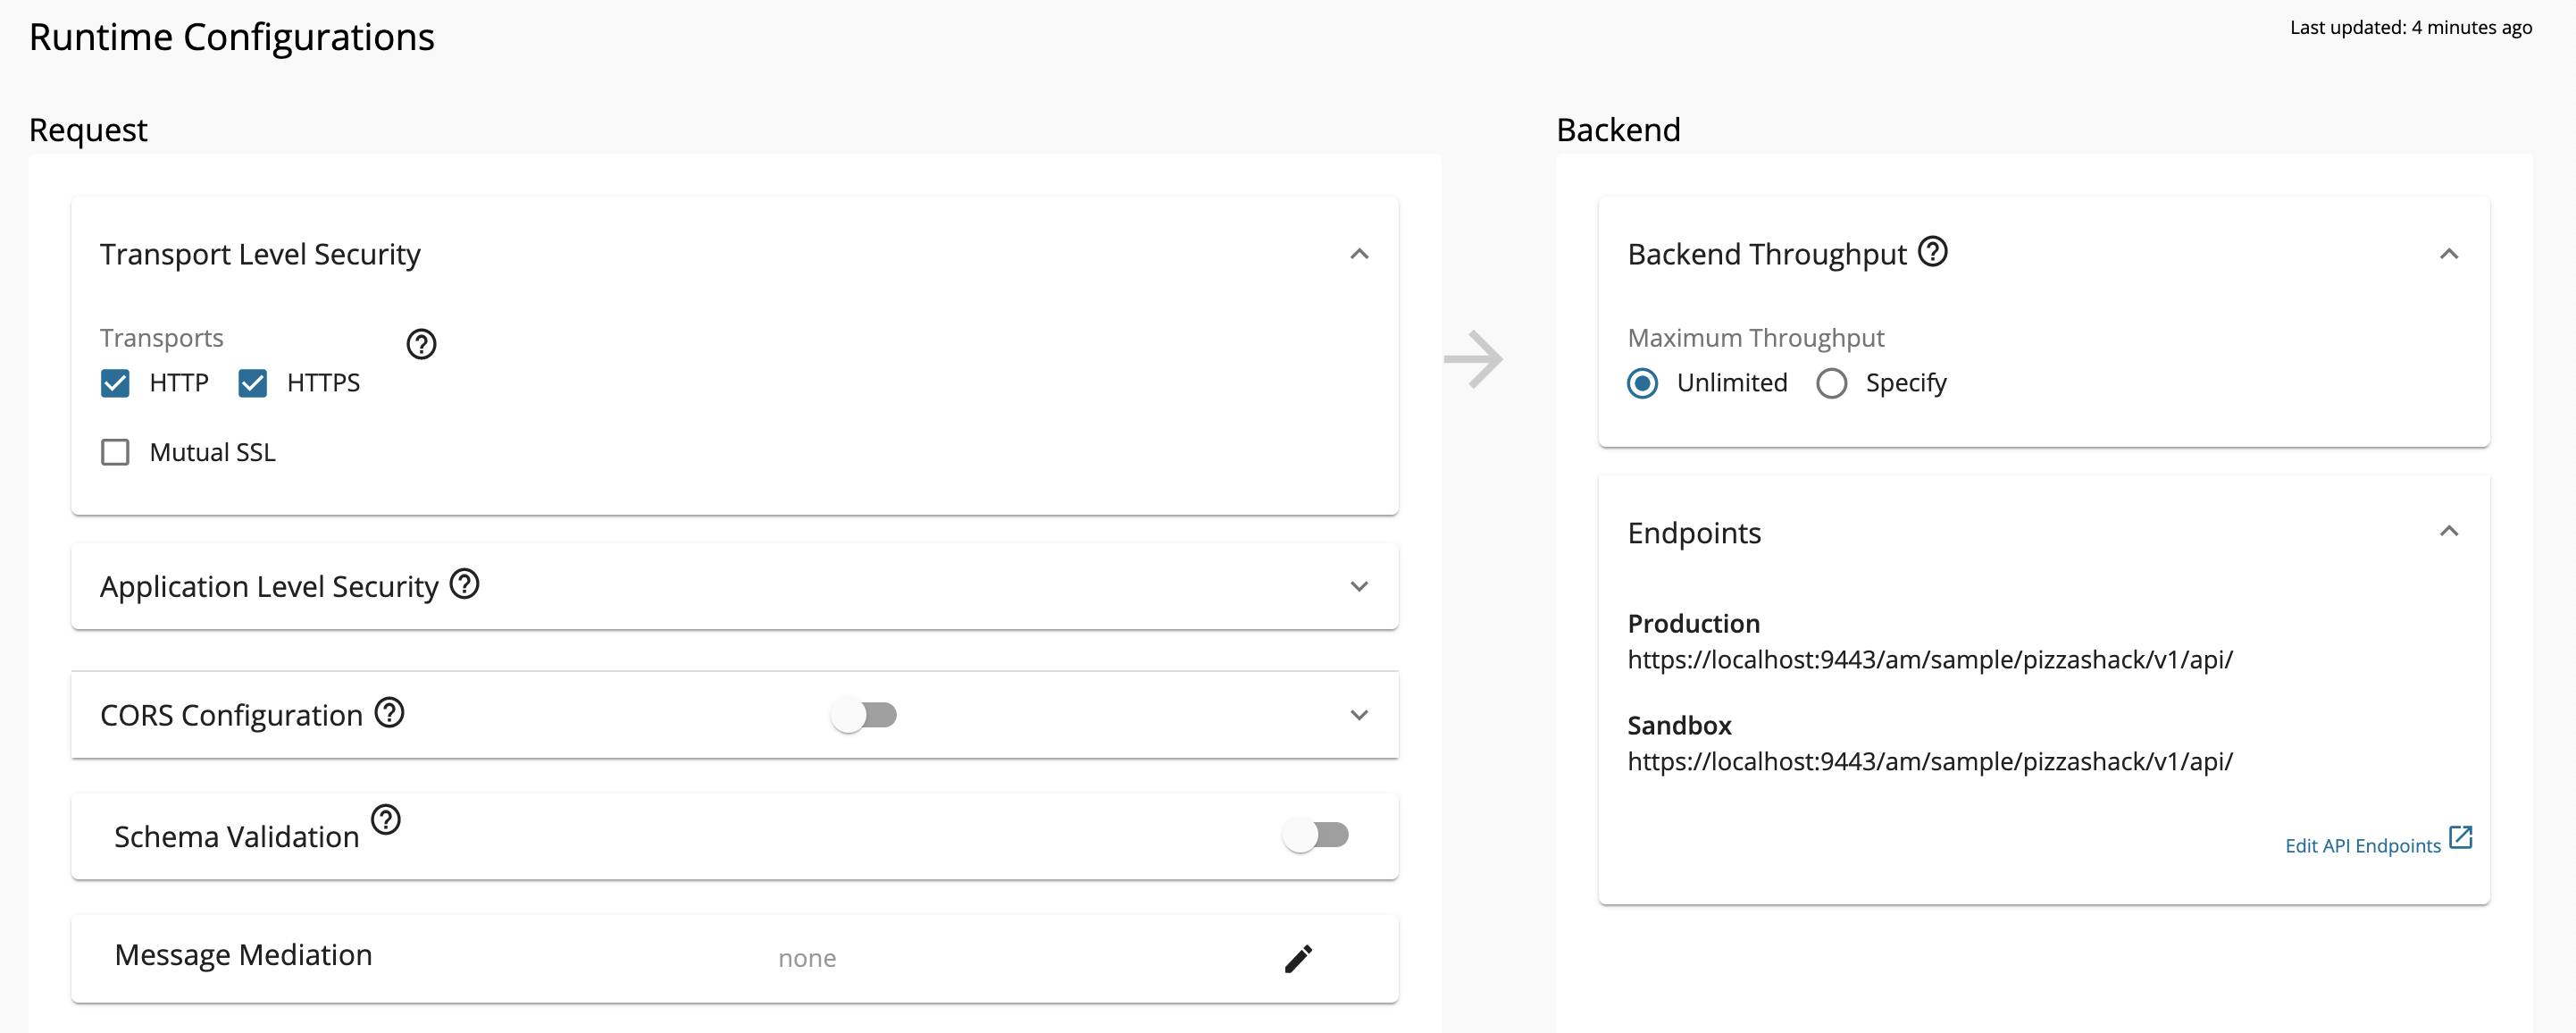 Runtime Configurations
Last updated: 4 minutes ago
Request
Transport Level Security
Transports
HTTP HTTPS
Mutual SSL
Application Level Security
CORS Configuration
Schema Validation
Message Mediation none
Backend
Backend Throughput
Maximum Throughput
Unlimited Specify
Endpoints
Production
https://localhost:9443/am/sample/pizzashack/v1/api/
Sandbox
https://localhost:9443/am/sample/pizzashack/v1/api/
Edit API Endpoints